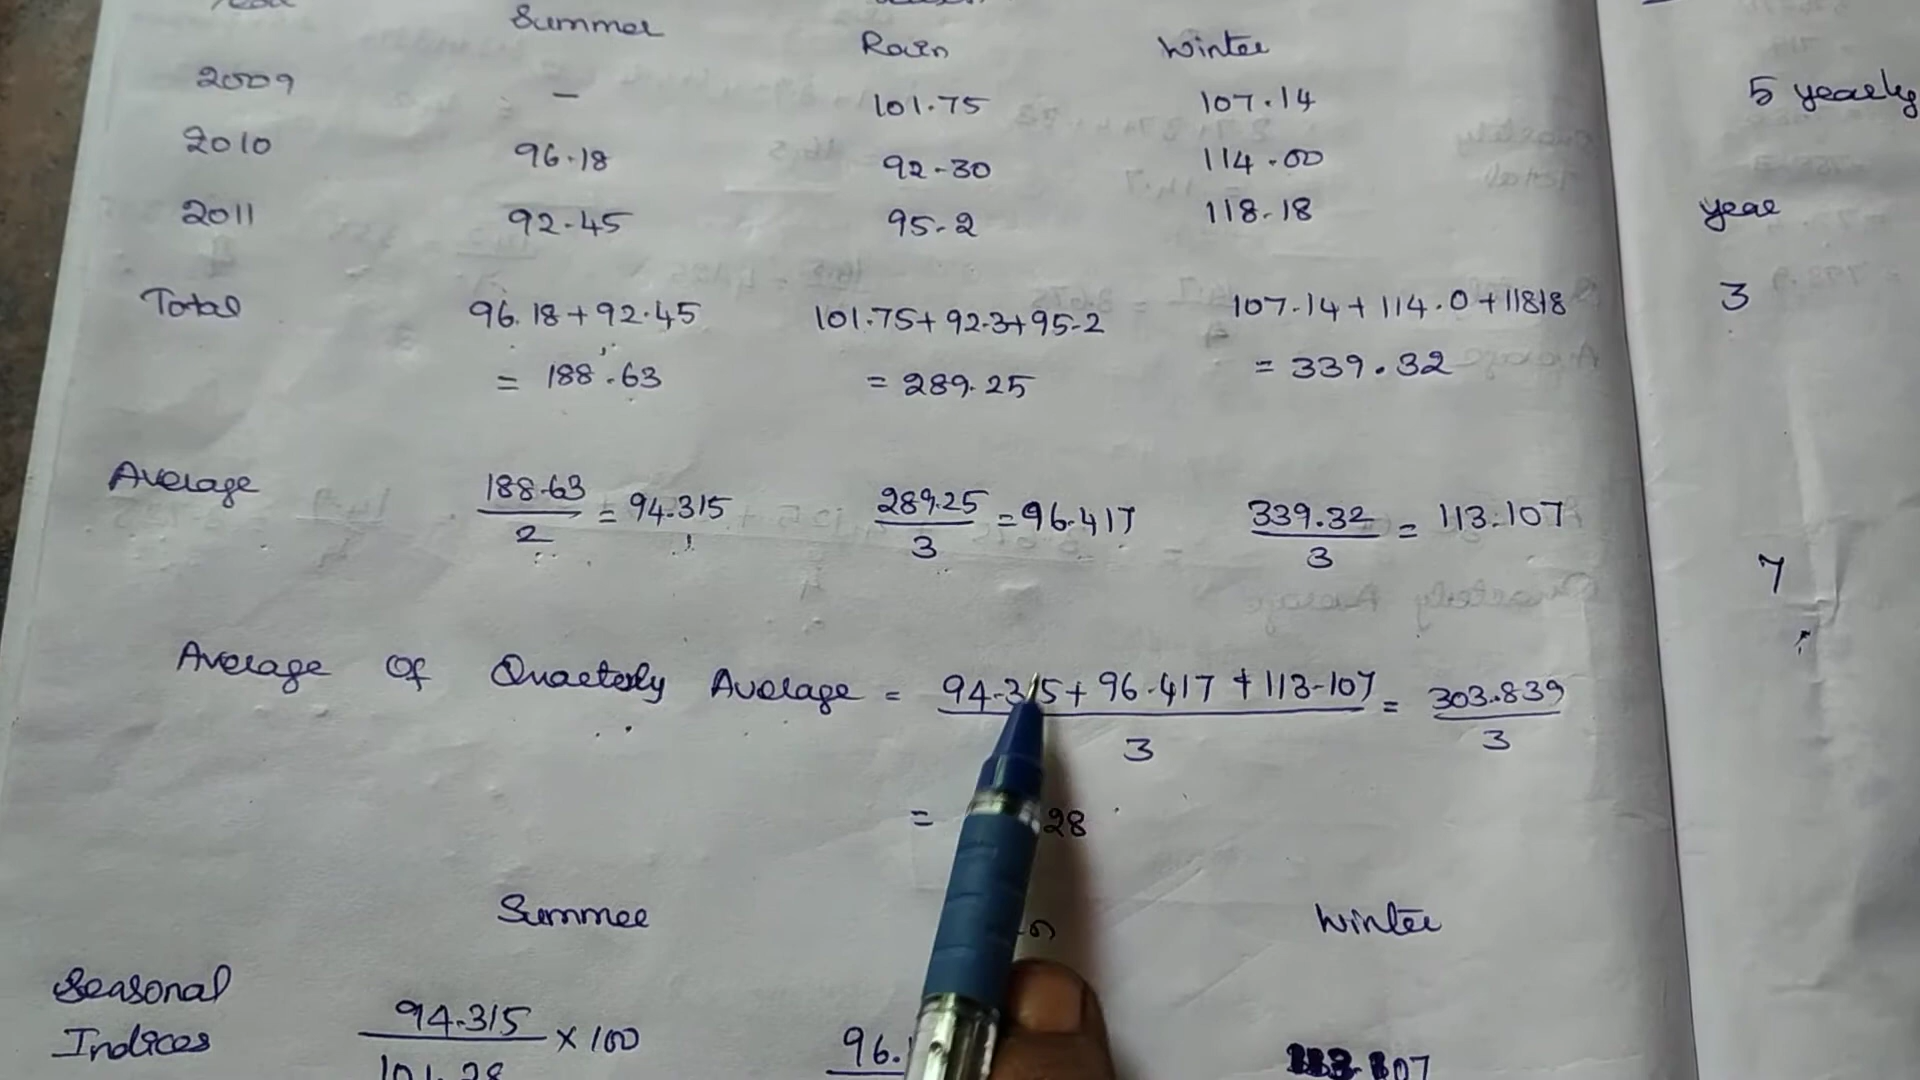 Summer
Rain Winter
2009 - 101.75 107.14
2010 96.18 92.30 114.00
2011 92.45 95.2 118.18
Total 96.18+92.45 101.75+92.3+95.2 107.14+114.0+118.18
= 188.63 = 289.25 = 339.32
Average 188.63/2 = 94.315 289.25/3 = 96.417 339.32/3 = 113.107
Average Of Quarterly Average = 94.315+96.417+113.107/3 = 303.839/3
= 28
Summer Winter
Seasonal
Indices 94.315/101.28 x 100 96. 113.107
5 yearly
year
3
7